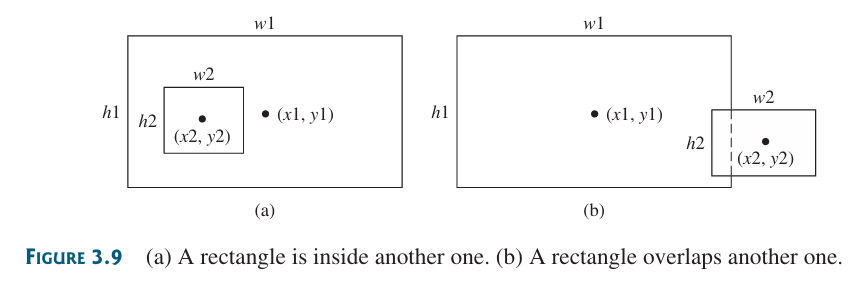 w1
w2
h1
h2
(x1, y1)
(x2, y2)
(a)
w1
w2
h1
(x1, y1)
h2
(x2, y2)
(b)
FIGURE 3.9 (a) A rectangle is inside another one. (b) A rectangle overlaps another one.